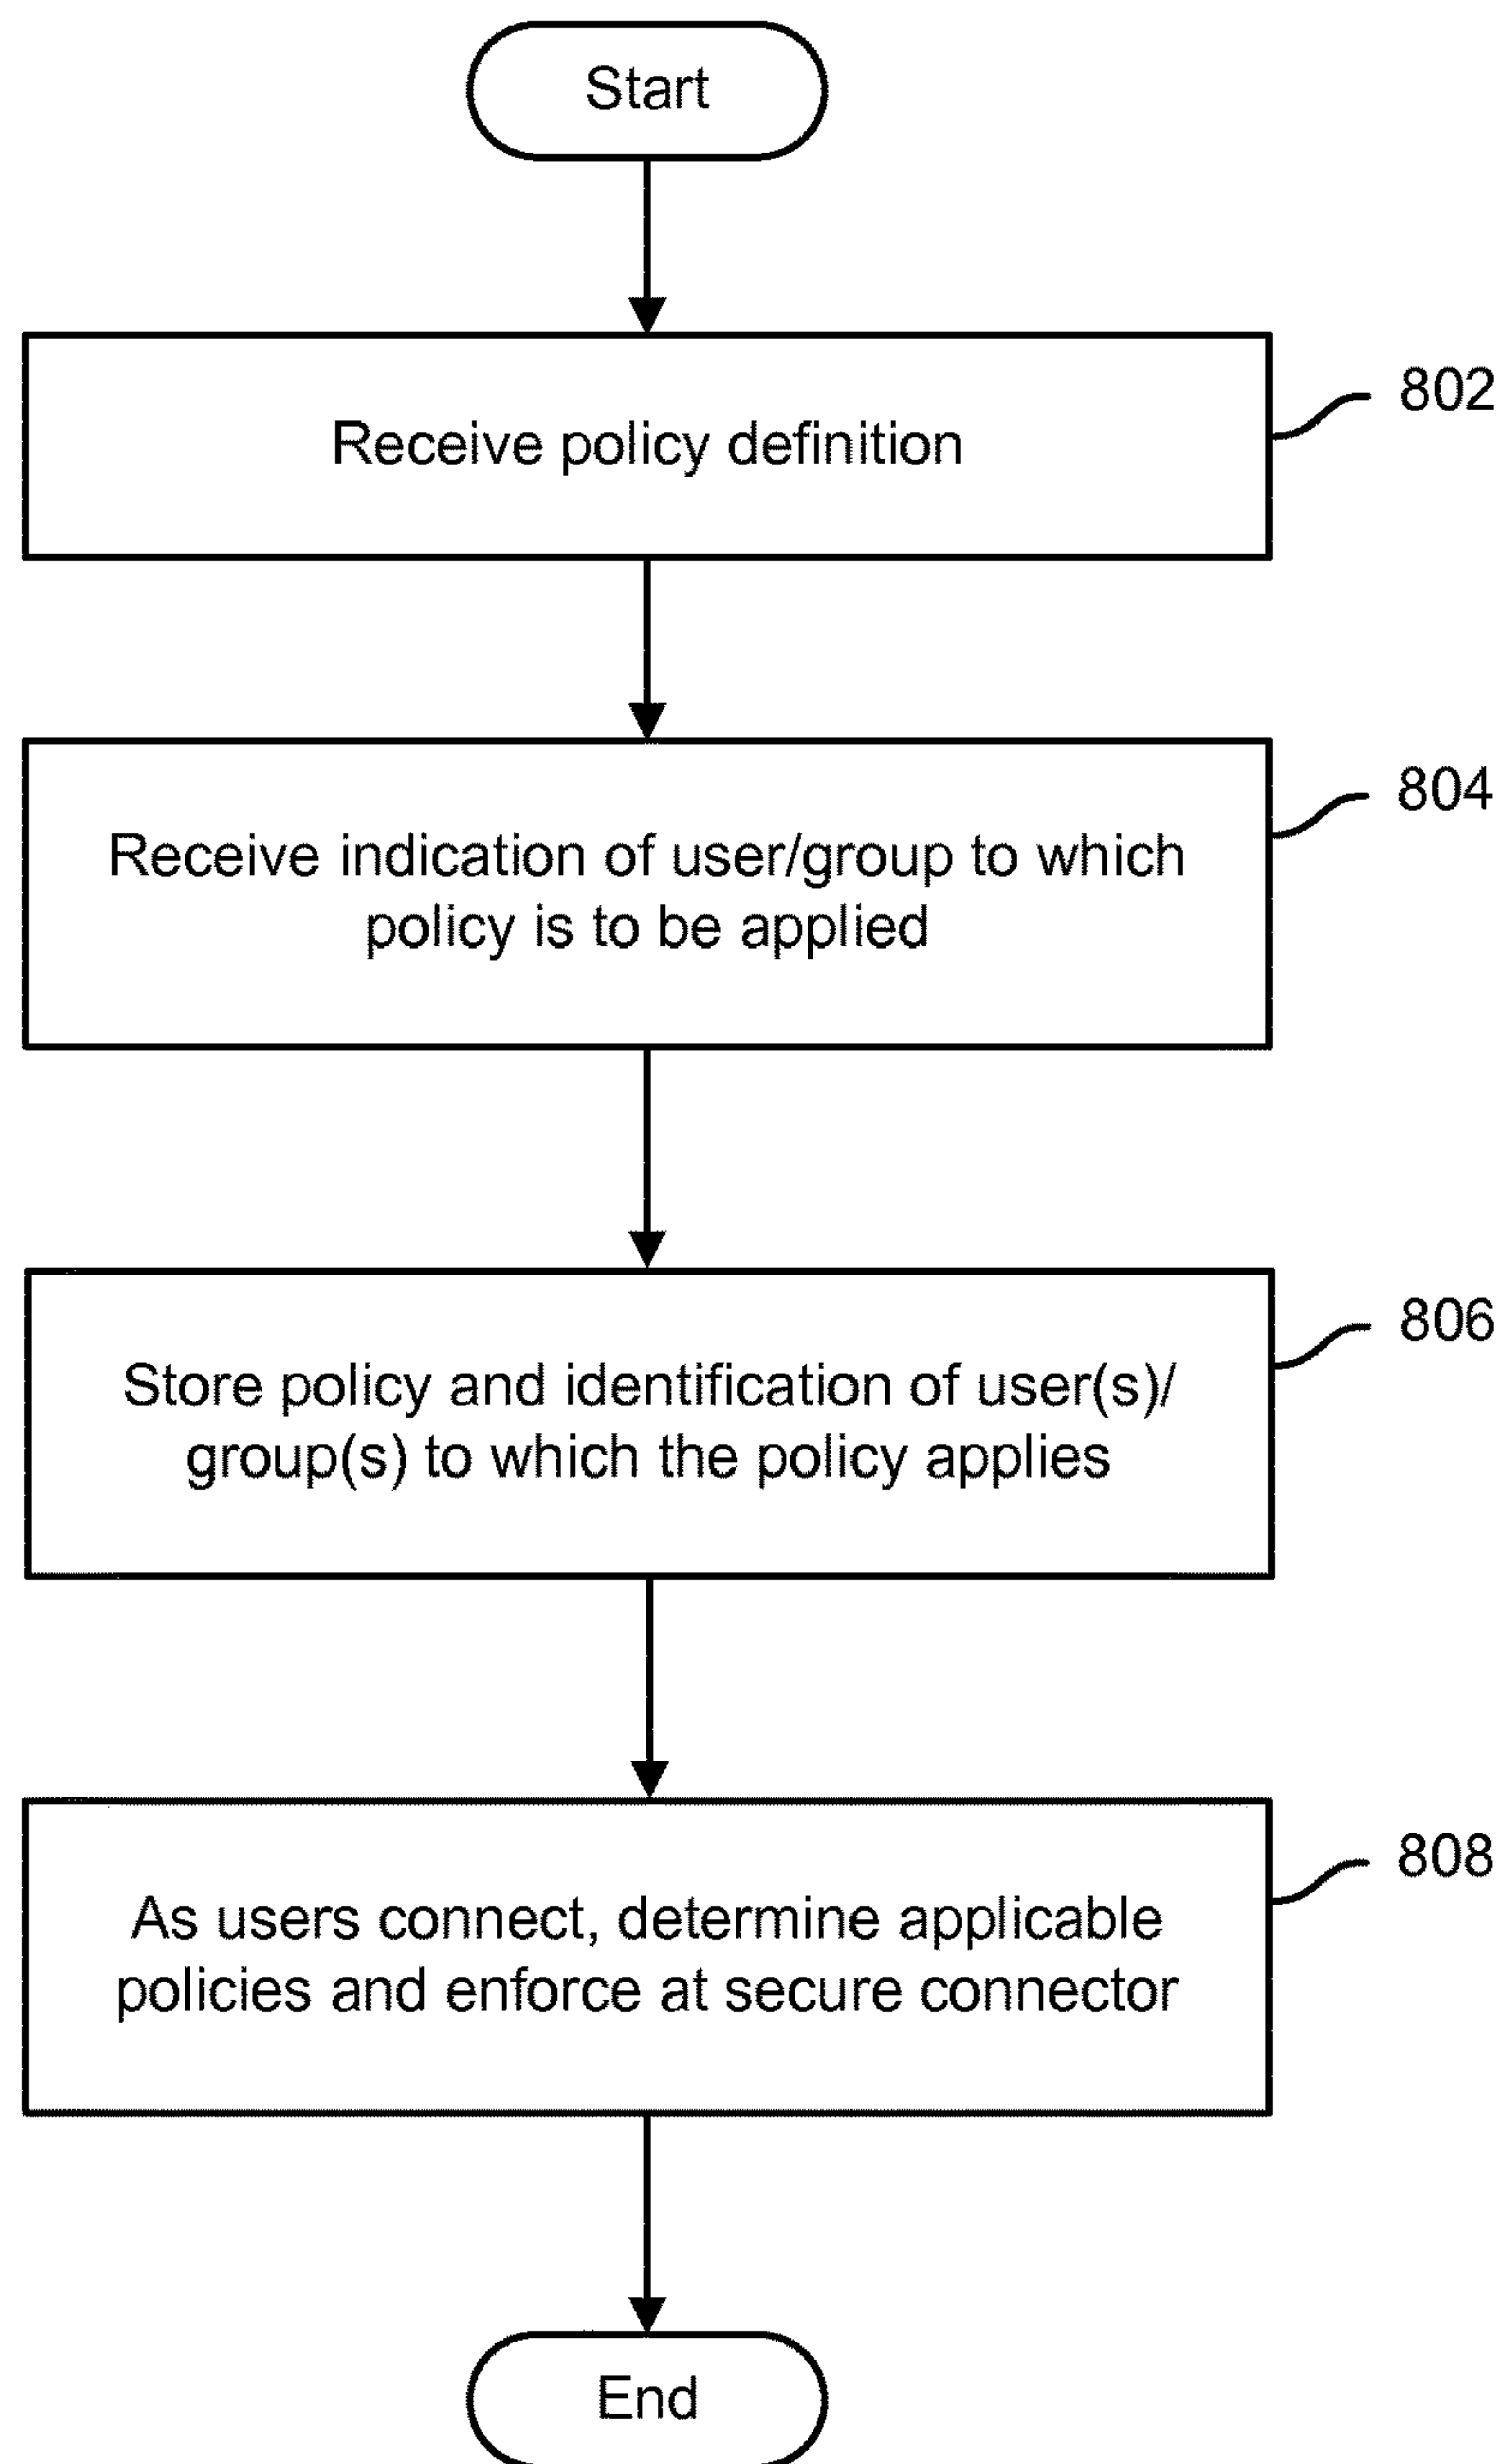 Start
Receive policy definition
802
Receive indication of user/group to which
policy is to be applied
804
Store policy and identification of user(s)/
group(s) to which the policy applies
806
As users connect, determine applicable
policies and enforce at secure connector
808
End